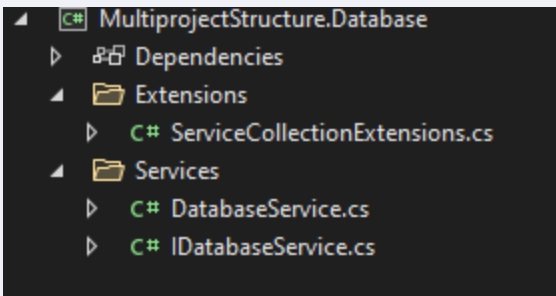 C# MultiprojectStructure.Database
Dependencies
Extensions
C# ServiceCollectionExtensions.cs
Services
C# DatabaseService.cs
C# IDatabaseService.cs